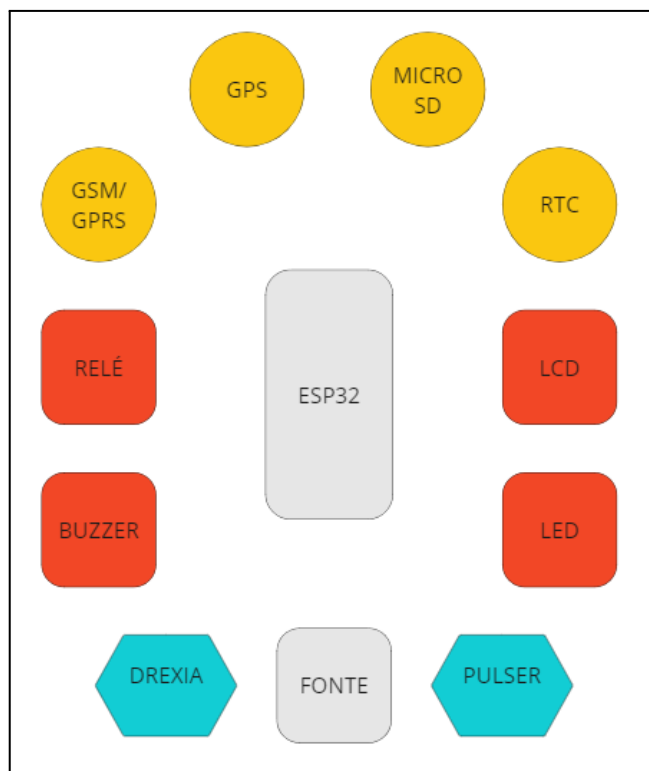 GPS
MICRO
SD
GSM/
GPRS
RTC
RELÉ
ESP32
LCD
BUZZER
LED
DREXIA
FONTE
PULSER